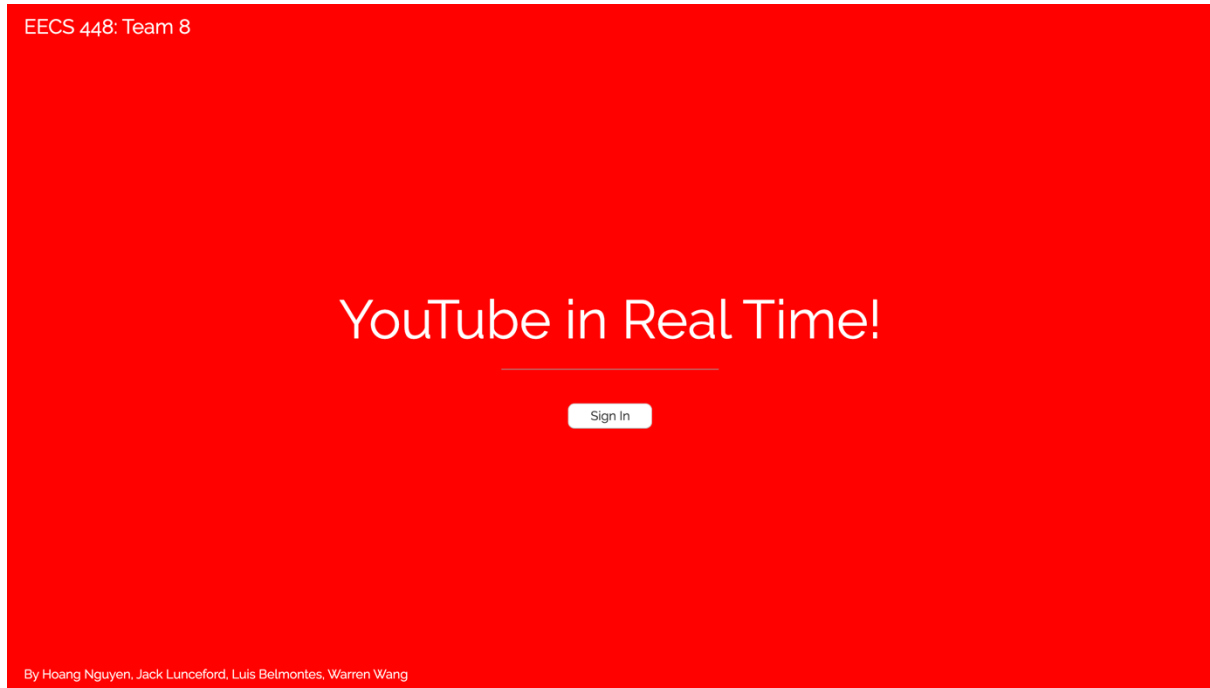 EECS 448: Team 8
YouTube in Real Time!
Sign In
By Hoang Nguyen, Jack Lunceford, Luis Belmontes, Warren Wang